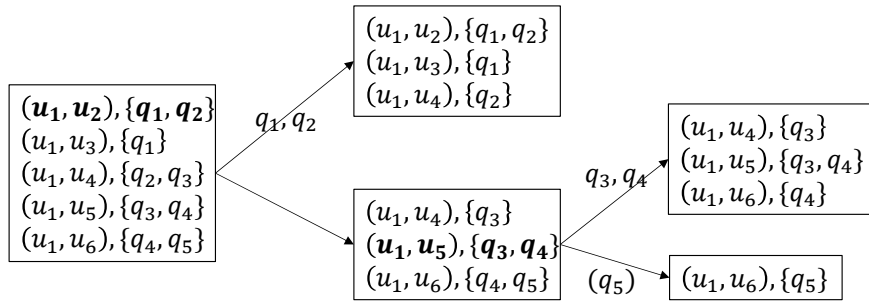 (u₁, u₂), {q₁, q₂}
(u₁, u₃), {q₁}
(u₁, u₄), {q₂, q₃}
(u₁, u₅), {q₃, q₄}
(u₁, u₆), {q₄, q₅}
q₁, q₂
(u₁, u₂), {q₁, q₂}
(u₁, u₃), {q₁}
(u₁, u₄), {q₂}
(u₁, u₄), {q₃}
(u₁, u₅), {q₃, q₄}
(u₁, u₆), {q₄, q₅}
q₃, q₄
(q₅)
(u₁, u₄), {q₃}
(u₁, u₅), {q₃, q₄}
(u₁, u₆), {q₄}
(u₁, u₆), {q₅}